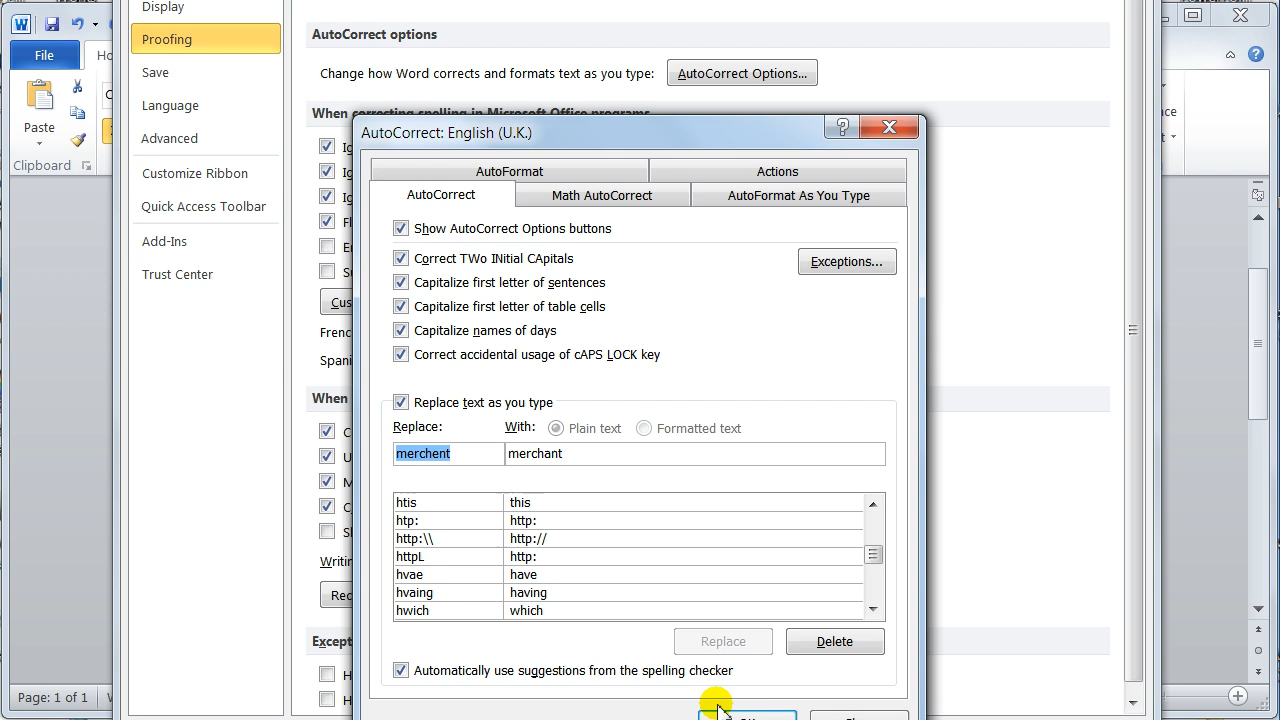 Display
Proofing
Save
Language
Advanced
Customize Ribbon
Quick Access Toolbar
Add-Ins
Trust Center
W
File
Paste
Clipboard
Page: 1 of 1
AutoCorrect options
Change how Word corrects and formats text as you type:
AutoCorrect Options...
When correcting spelling in Microsoft Office programs
When
AutoCorrect: English (U.K.)
AutoFormat
Actions
AutoCorrect
Math AutoCorrect
AutoFormat As You Type
Show AutoCorrect Options buttons
Correct TWo INitial CApitals
Exceptions...
Capitalize first letter of sentences
Capitalize first letter of table cells
Capitalize names of days
Correct accidental usage of cAPS LOCK key
Replace text as you type
Replace:
With:
Plain text
Formatted text
merchent
merchant
htis this
htp: http:
http:\\ http://
httpL http:
hvae have
hvaing having
hwich which
Replace
Delete
Automatically use suggestions from the spelling checker